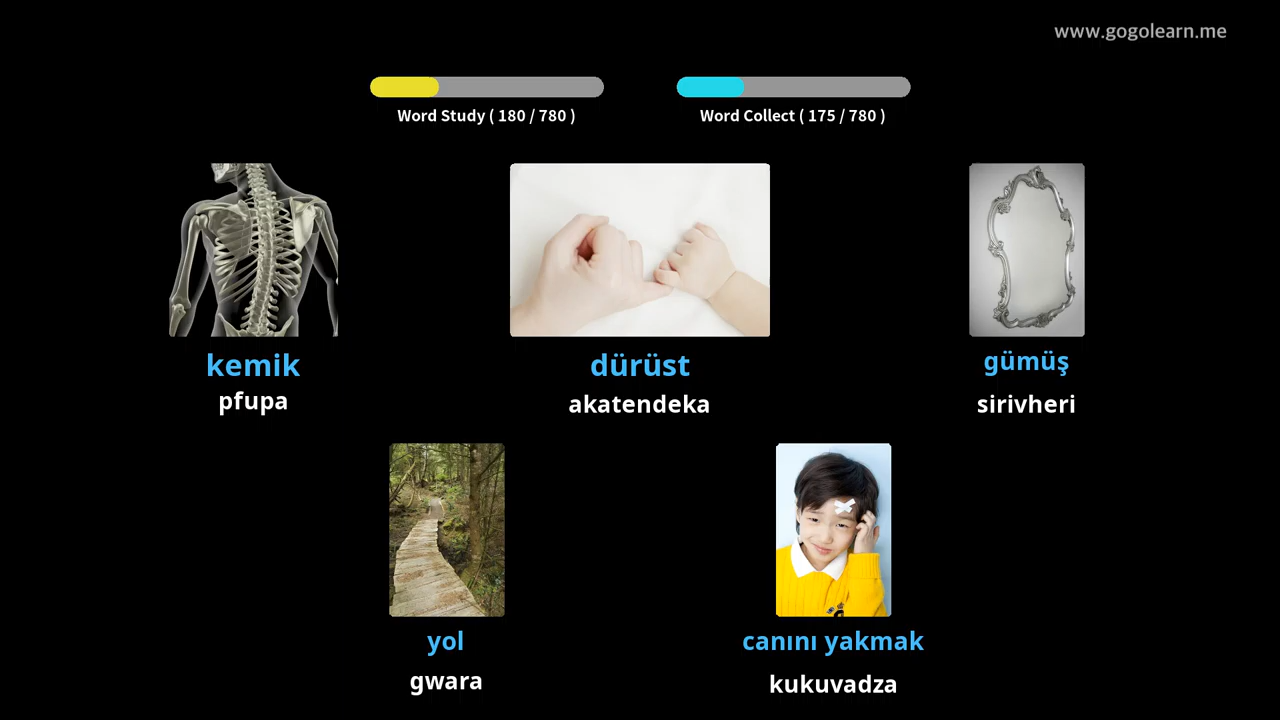 www.gogolearn.me
Word Study ( 180 / 780 )
Word Collect ( 175 / 780 )
kemik
pfupa
dürüst
akatendeka
gümüş
sirivheri
yol
gwara
canını yakmak
kukuvadza